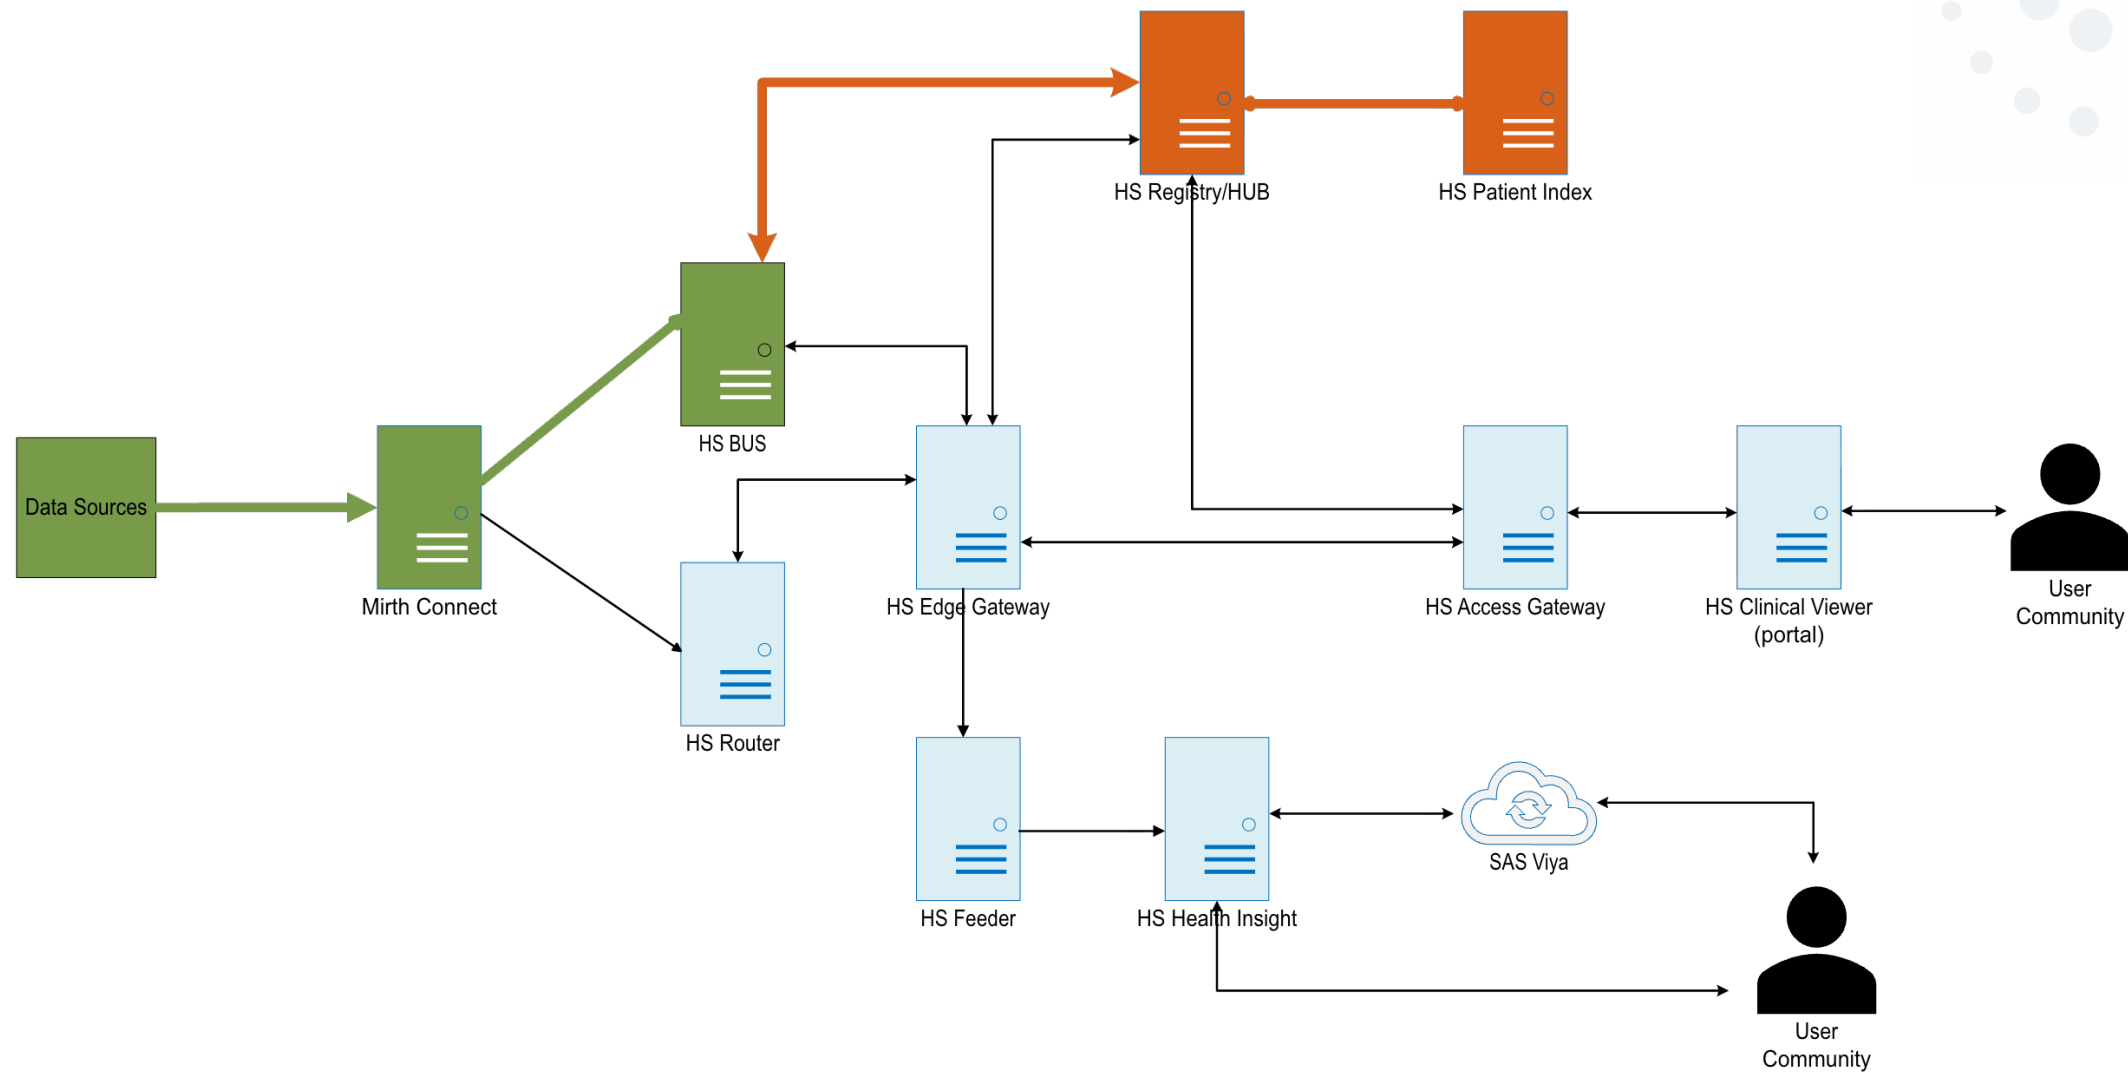 HS Registry/HUB
HS Patient Index
HS BUS
Data Sources
Mirth Connect
HS Edge Gateway
HS Access Gateway
HS Clinical Viewer
(portal)
User
Community
HS Router
SAS Viya
HS Feeder
HS Health Insight
User
Community